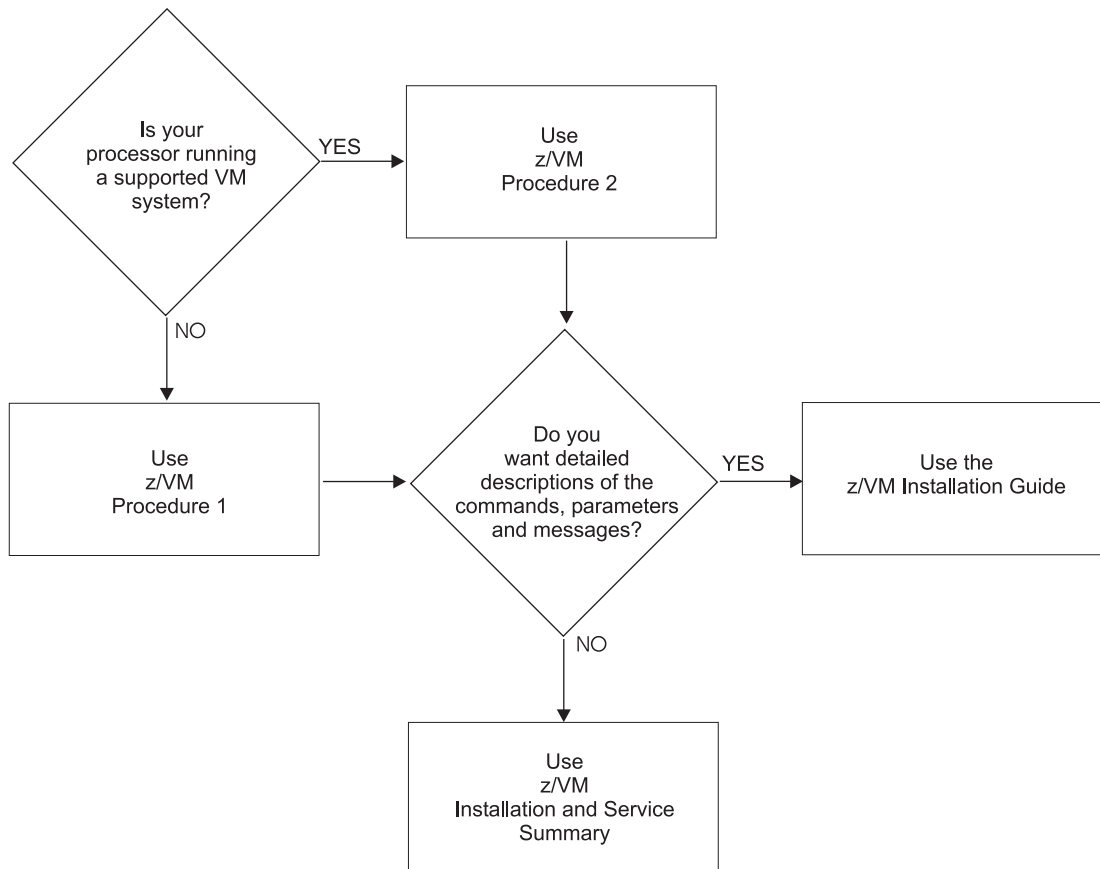 Is your
processor running
a supported VM
system?
YES
Use
z/VM
Procedure 2
NO
Use
z/VM
Procedure 1
Do you
want detailed
descriptions of the
commands, parameters
and messages?
YES
Use the
z/VM Installation Guide
NO
Use
z/VM
Installation and Service
Summary